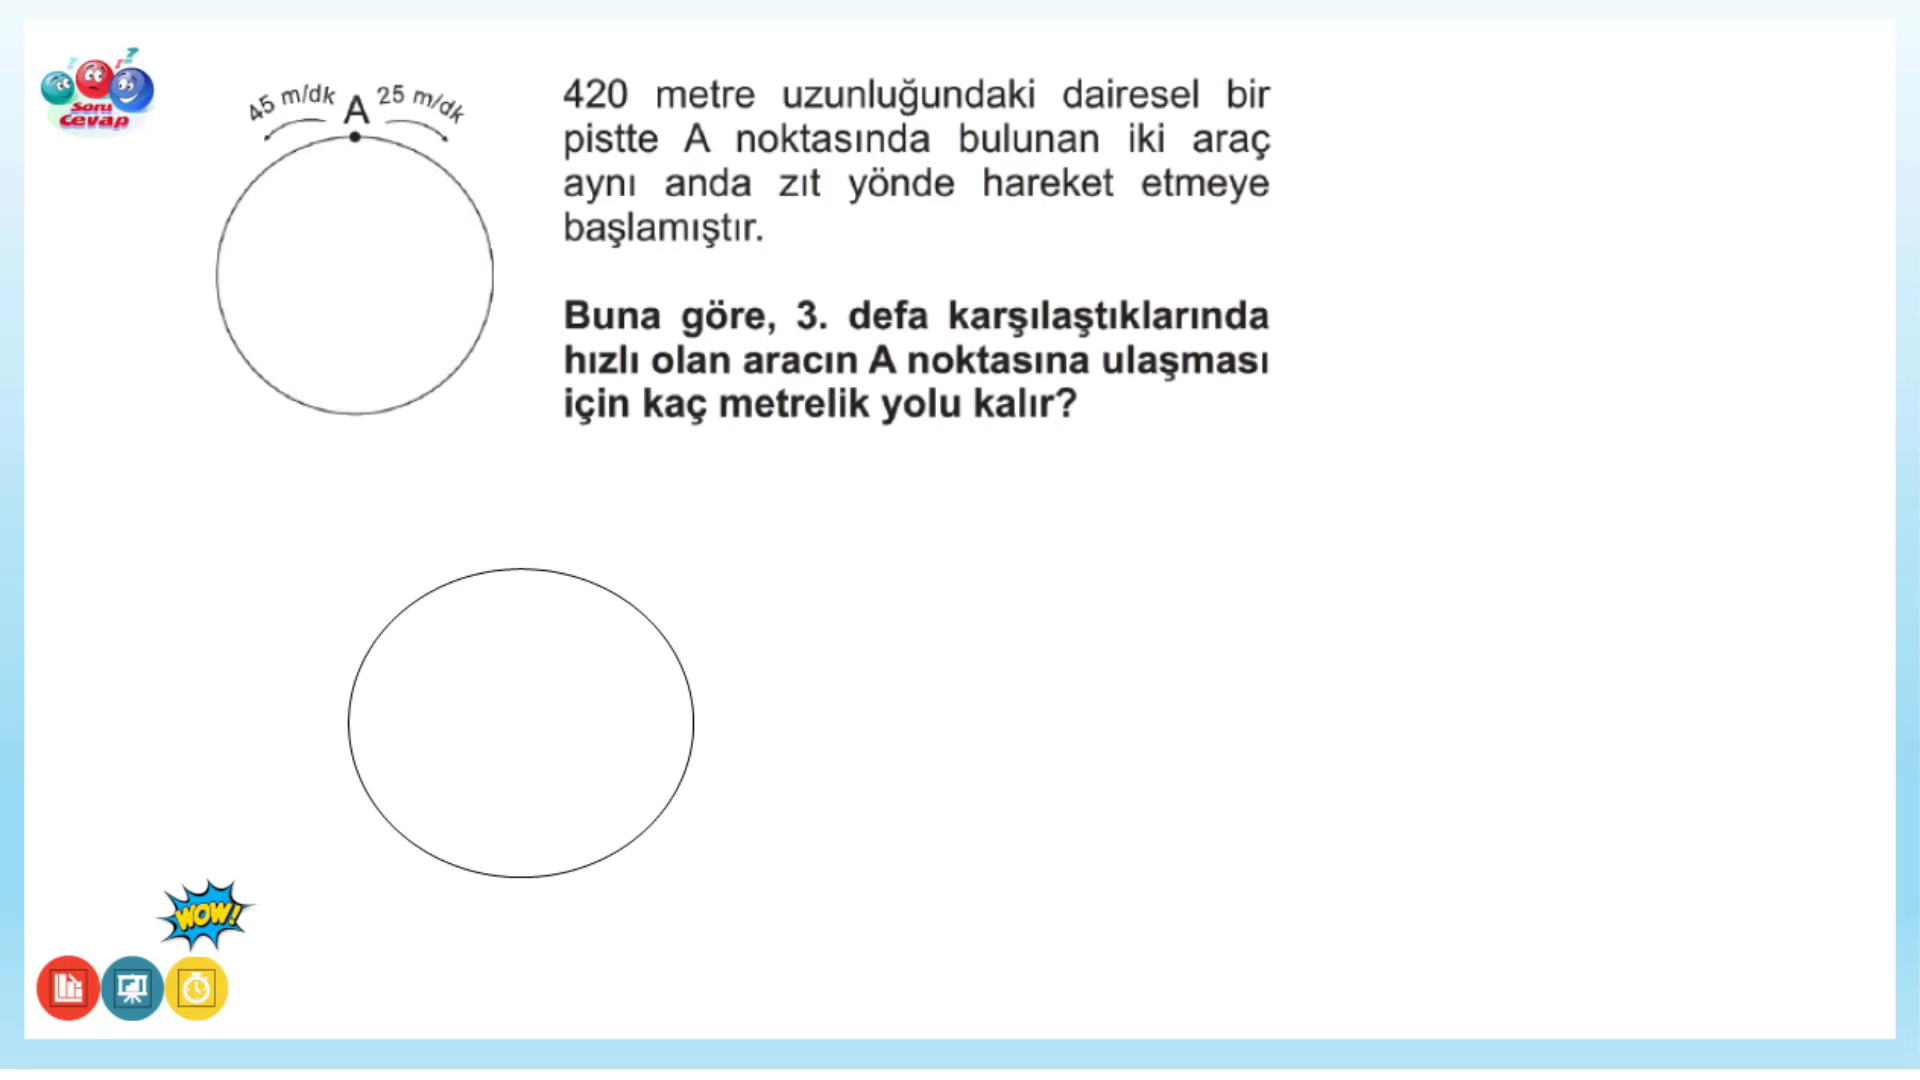 Soru
Cevap
45 m/dk A 25 m/dk
420 metre uzunluğundaki dairesel bir
pistte A noktasında bulunan iki araç
aynı anda zıt yönde hareket etmeye
başlamıştır.
Buna göre, 3. defa karşılaştıklarında
hızlı olan aracın A noktasına ulaşması
için kaç metrelik yolu kalır?
WOW!